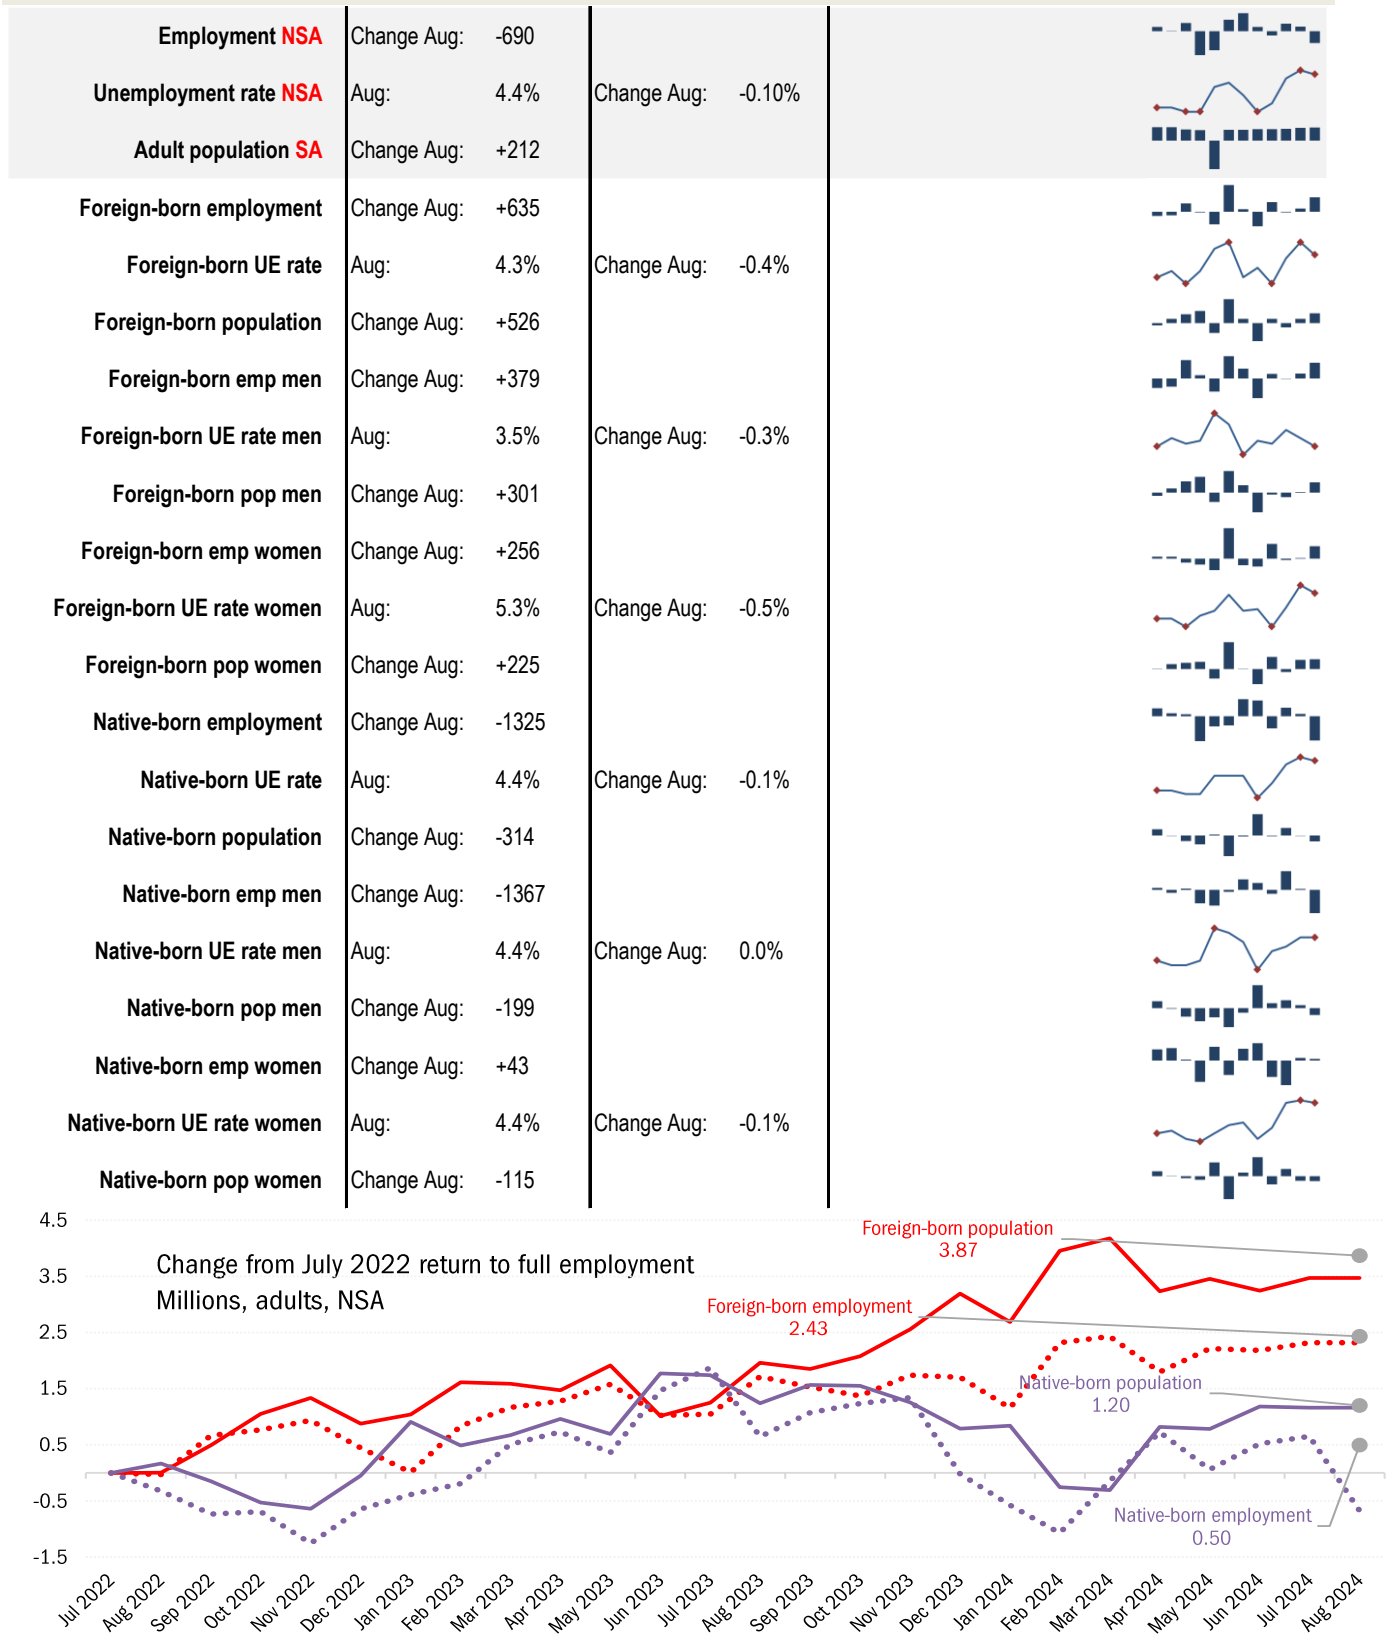 Employment NSA Change Aug: -690
Unemployment rate NSA Aug: 4.4% Change Aug: -0.10%
Adult population SA Change Aug: +212
Foreign-born employment Change Aug: +635
Foreign-born UE rate Aug: 4.3% Change Aug: -0.4%
Foreign-born population Change Aug: +526
Foreign-born emp men Change Aug: +379
Foreign-born UE rate men Aug: 3.5% Change Aug: -0.3%
Foreign-born pop men Change Aug: +301
Foreign-born emp women Change Aug: +256
Foreign-born UE rate women Aug: 5.3% Change Aug: -0.5%
Foreign-born pop women Change Aug: +225
Native-born employment Change Aug: -1325
Native-born UE rate Aug: 4.4% Change Aug: -0.1%
Native-born population Change Aug: -314
Native-born emp men Change Aug: -1367
Native-born UE rate men Aug: 4.4% Change Aug: 0.0%
Native-born pop men Change Aug: -199
Native-born emp women Change Aug: +43
Native-born UE rate women Aug: 4.4% Change Aug: -0.1%
Native-born pop women Change Aug: -115
Change from July 2022 return to full employment
Millions, adults, NSA
4.5
3.5
2.5
1.5
0.5
-0.5
-1.5
Foreign-born population
3.87
Foreign-born employment
2.43
Native-born population
1.20
Native-born employment
0.50
Jul 2022
Aug 2022
Sep 2022
Oct 2022
Nov 2022
Dec 2022
Jan 2023
Feb 2023
Mar 2023
Apr 2023
May 2023
Jun 2023
Jul 2023
Aug 2023
Sep 2023
Oct 2023
Nov 2023
Dec 2023
Jan 2024
Feb 2024
Mar 2024
Apr 2024
May 2024
Jun 2024
Jul 2024
Aug 2024